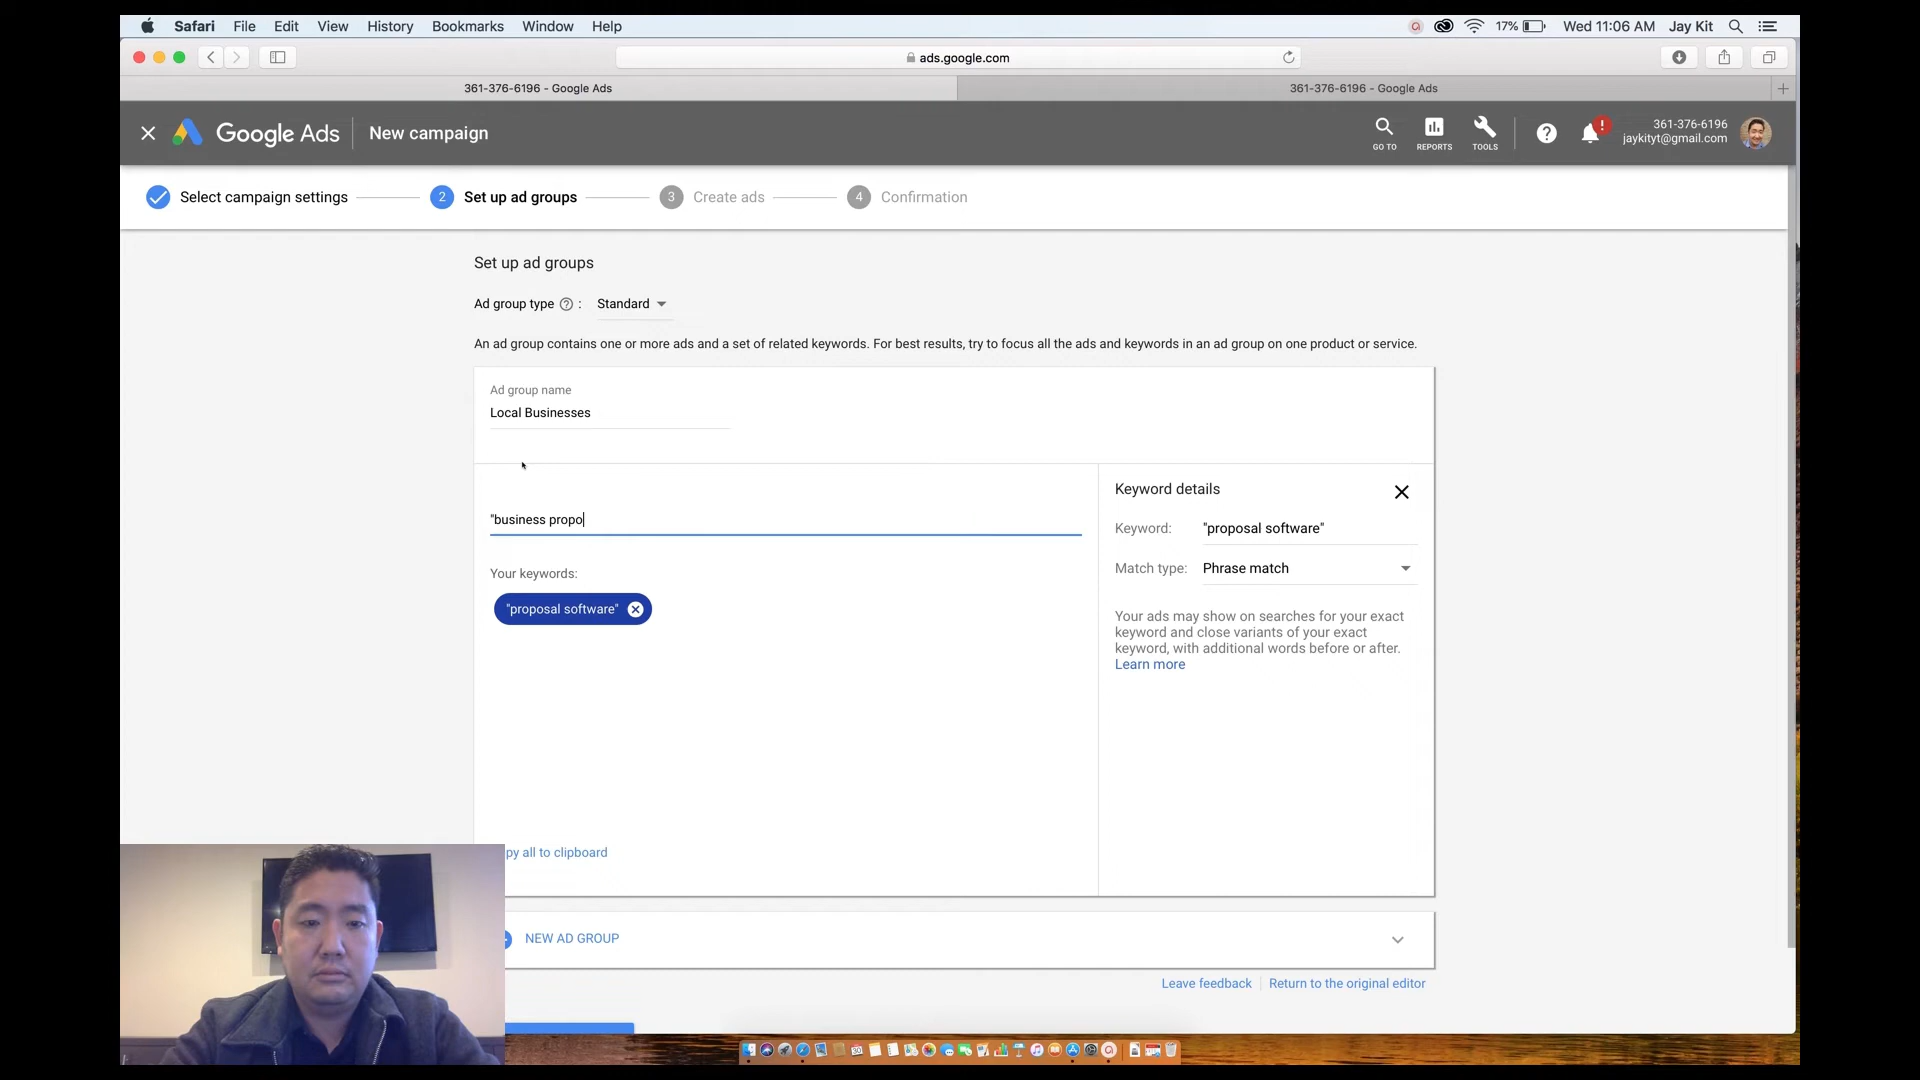 Safari File Edit View History Bookmarks Window Help
17% Wed 11:06 AM Jay Kit
ads.google.com
361-376-6196 - Google Ads
361-376-6196 - Google Ads
Google Ads New campaign
GO TO
REPORTS
TOOLS
!
361-376-6196
jaykityt@gmail.com
Select campaign settings
2 Set up ad groups
3 Create ads
4 Confirmation
Set up ad groups
Ad group type ? : Standard
An ad group contains one or more ads and a set of related keywords. For best results, try to focus all the ads and keywords in an ad group on one product or service.
Ad group name
Local Businesses
"business propo
Your keywords:
"proposal software"
py all to clipboard
Keyword details
Keyword: "proposal software"
Match type: Phrase match
Your ads may show on searches for your exact
keyword and close variants of your exact
keyword, with additional words before or after.
Learn more
NEW AD GROUP
Leave feedback
Return to the original editor